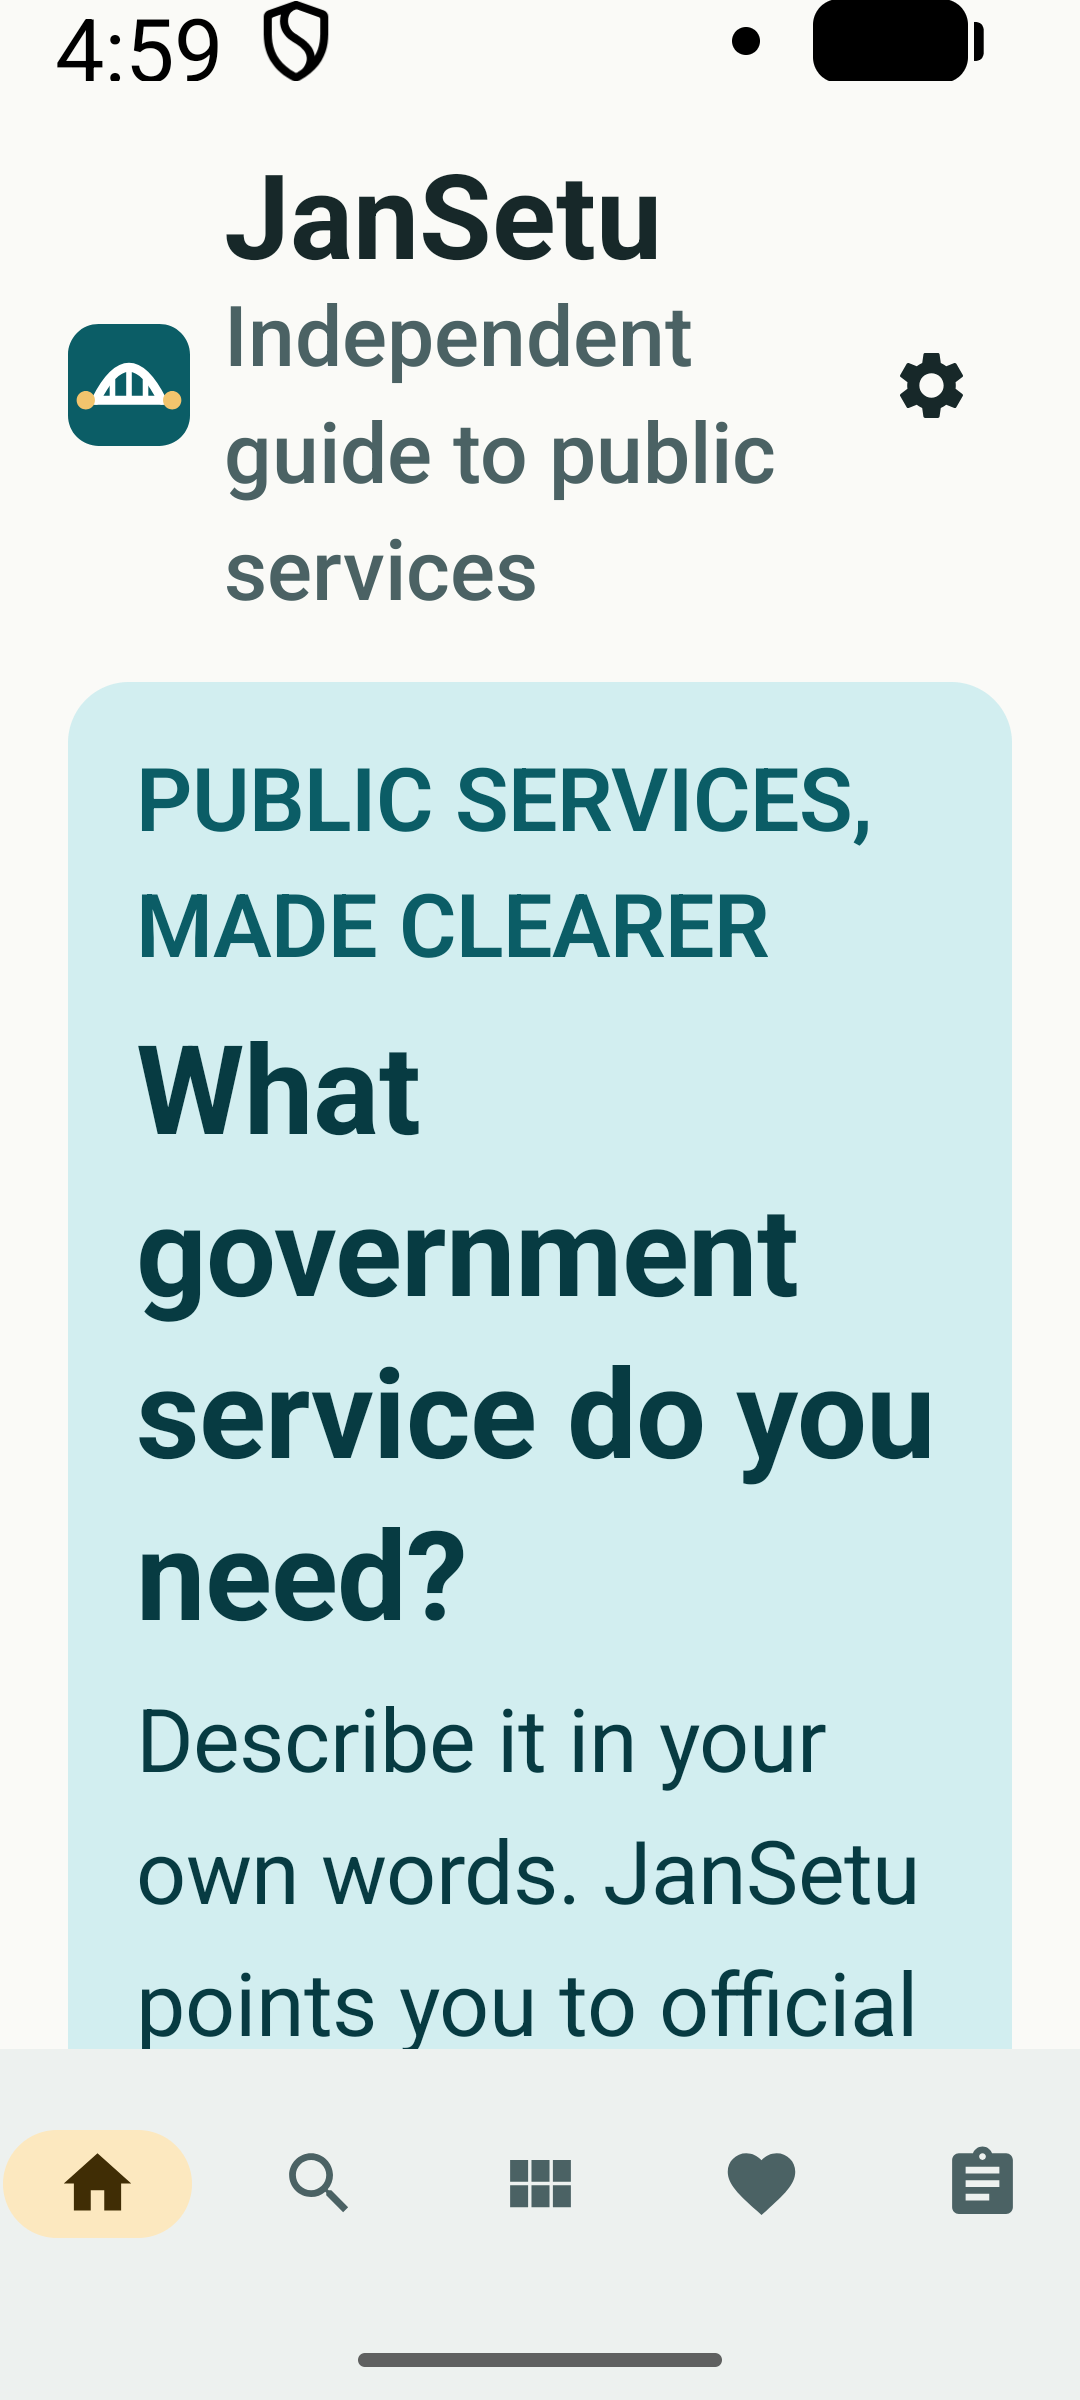 4:59
JanSetu
Independent
guide to public
services
PUBLIC SERVICES,
MADE CLEARER
What
government
service do you
need?
Describe it in your
own words. JanSetu
points you to official